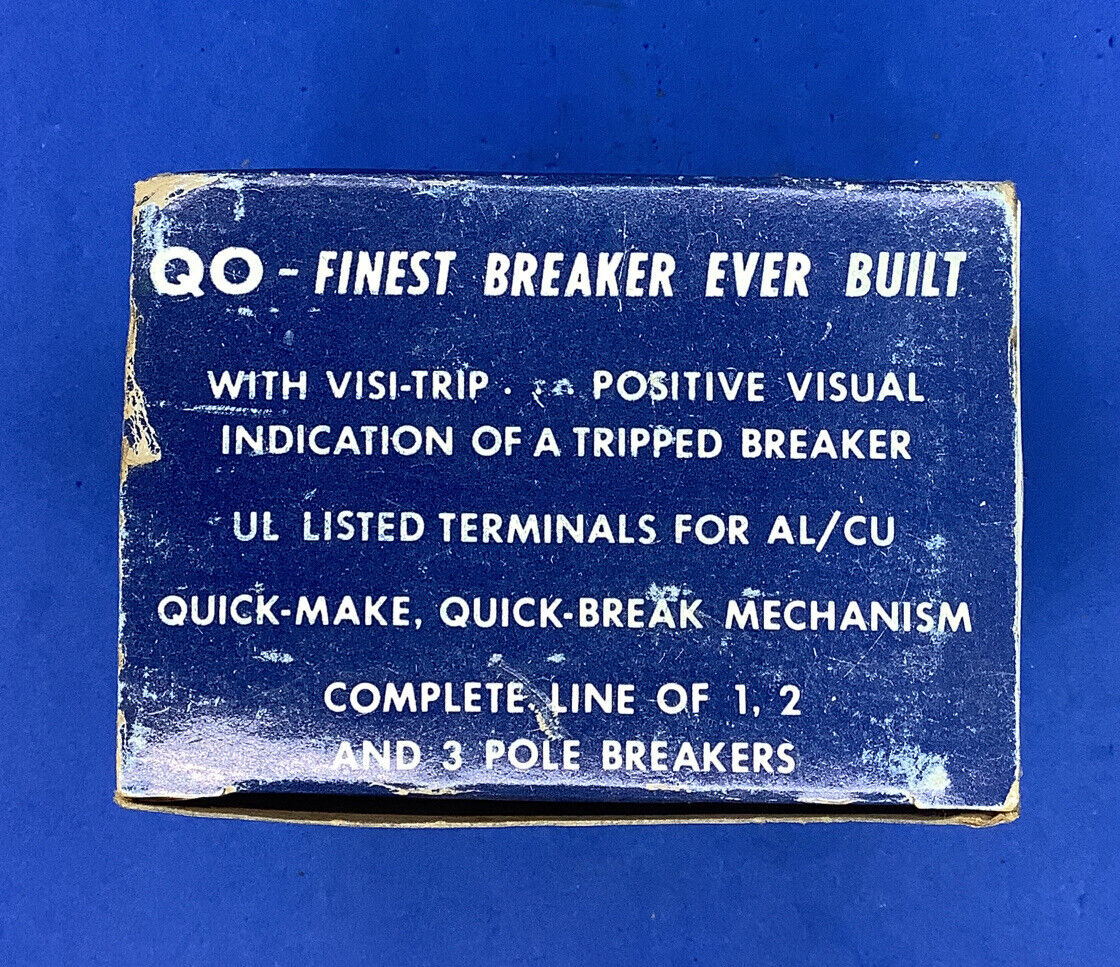 QO - FINEST BREAKER EVER BUILT
WITH VISI-TRIP . . . POSITIVE VISUAL
INDICATION OF A TRIPPED BREAKER
UL LISTED TERMINALS FOR AL/CU
QUICK-MAKE, QUICK-BREAK MECHANISM
COMPLETE LINE OF 1, 2
AND 3 POLE BREAKERS